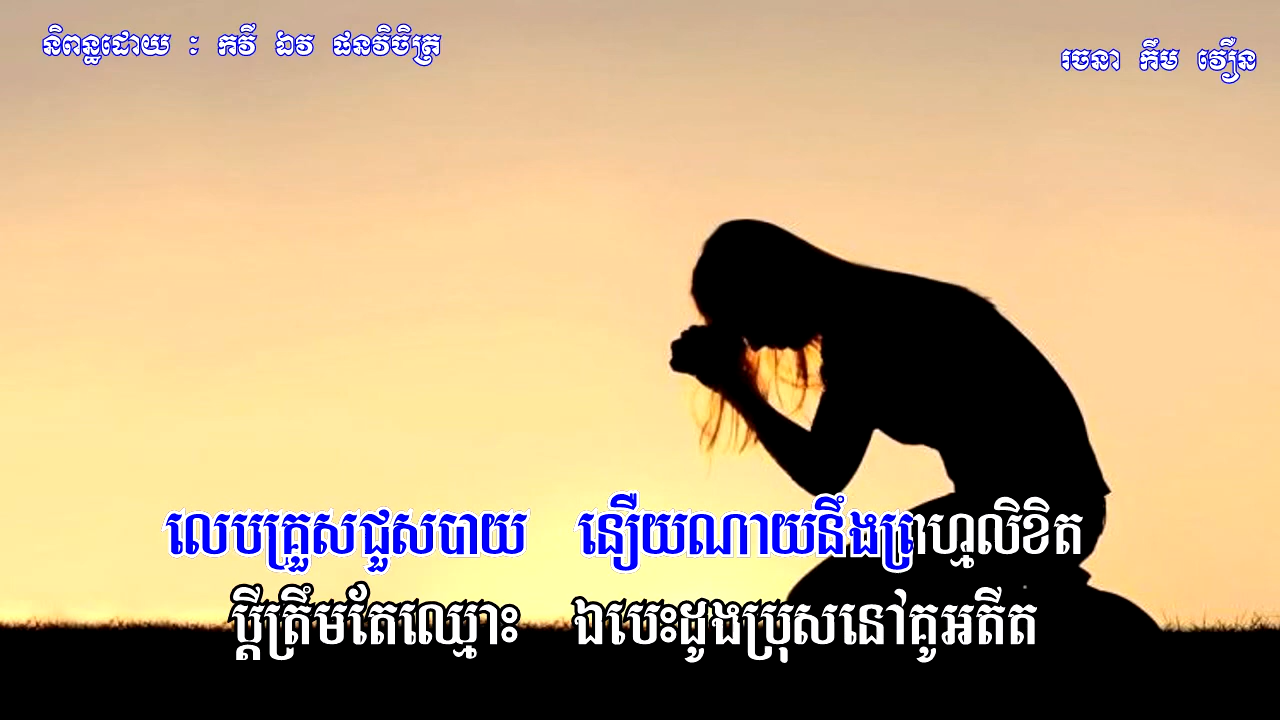 និពន្ធដោយ ៖ កវី ឯវ ផនវិចិត្រ
រចនា កឹម វឿន
លេបគ្រួសជួសបាយ នឿយណាយនឹងព្រហ្មលិខិត
ប្ដីត្រឹមតែឈ្មោះ ឯបេះដូងប្រុសនៅគូអតីត